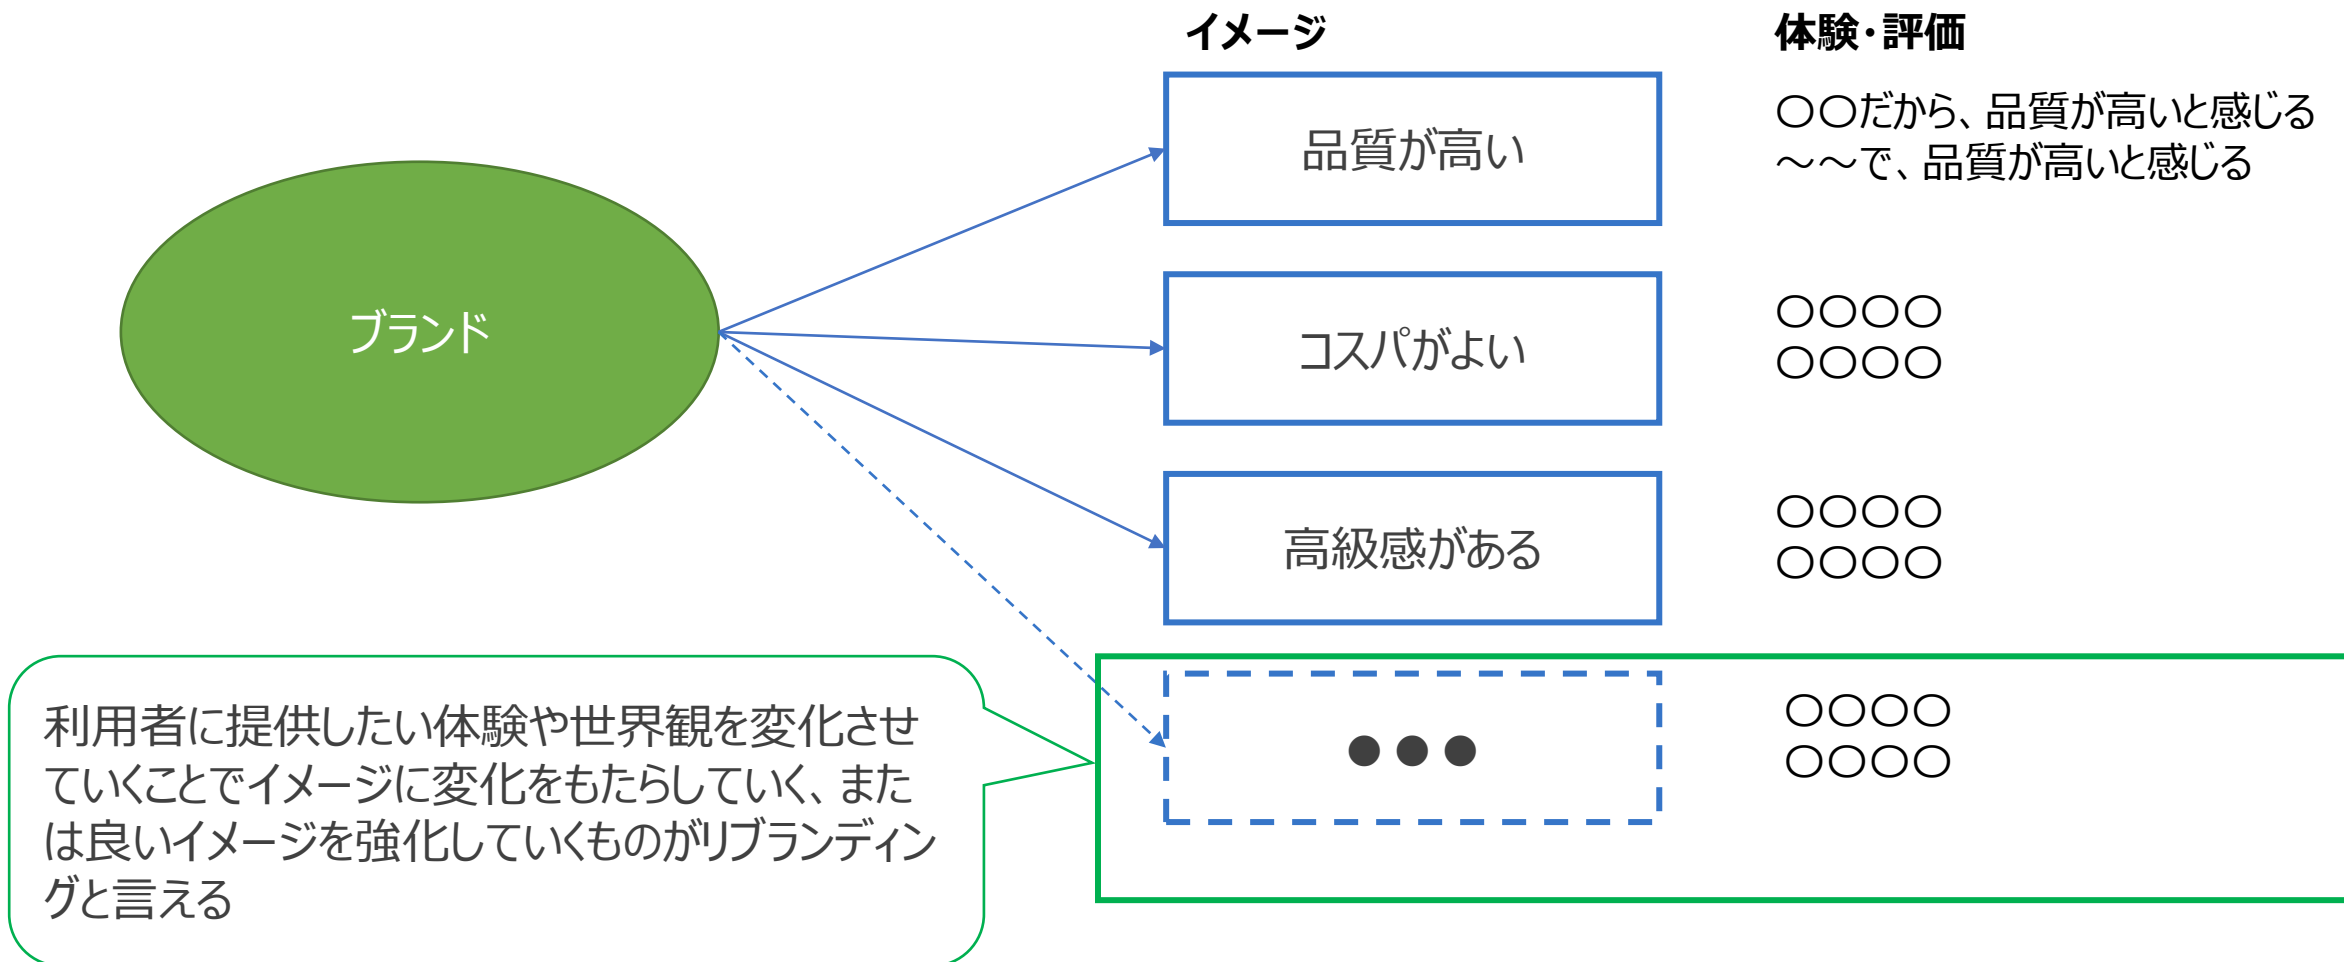 イメージ
体験・評価
品質が高い
〇〇だから、品質が高いと感じる
～～で、品質が高いと感じる
ブランド
コスパがよい
〇〇〇〇
〇〇〇〇
高級感がある
〇〇〇〇
〇〇〇〇
●●●
〇〇〇〇
〇〇〇〇
利用者に提供したい体験や世界観を変化させ
ていくことでイメージに変化をもたらしていく、また
は良いイメージを強化していくものがリブランディン
グと言える